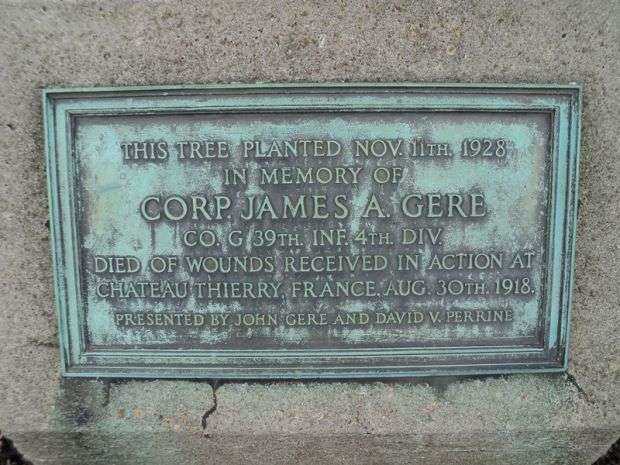 THIS TREE PLANTED NOV. 11TH. 1928
IN MEMORY OF
CORP. JAMES A. GERE
CO. G. 39TH. INF. 4TH. DIV.
DIED OF WOUNDS RECEIVED IN ACTION AT
CHATEAU THIERRY, FRANCE, AUG. 30TH. 1918.
PRESENTED BY JOHN GERE AND DAVID V. PERRINE